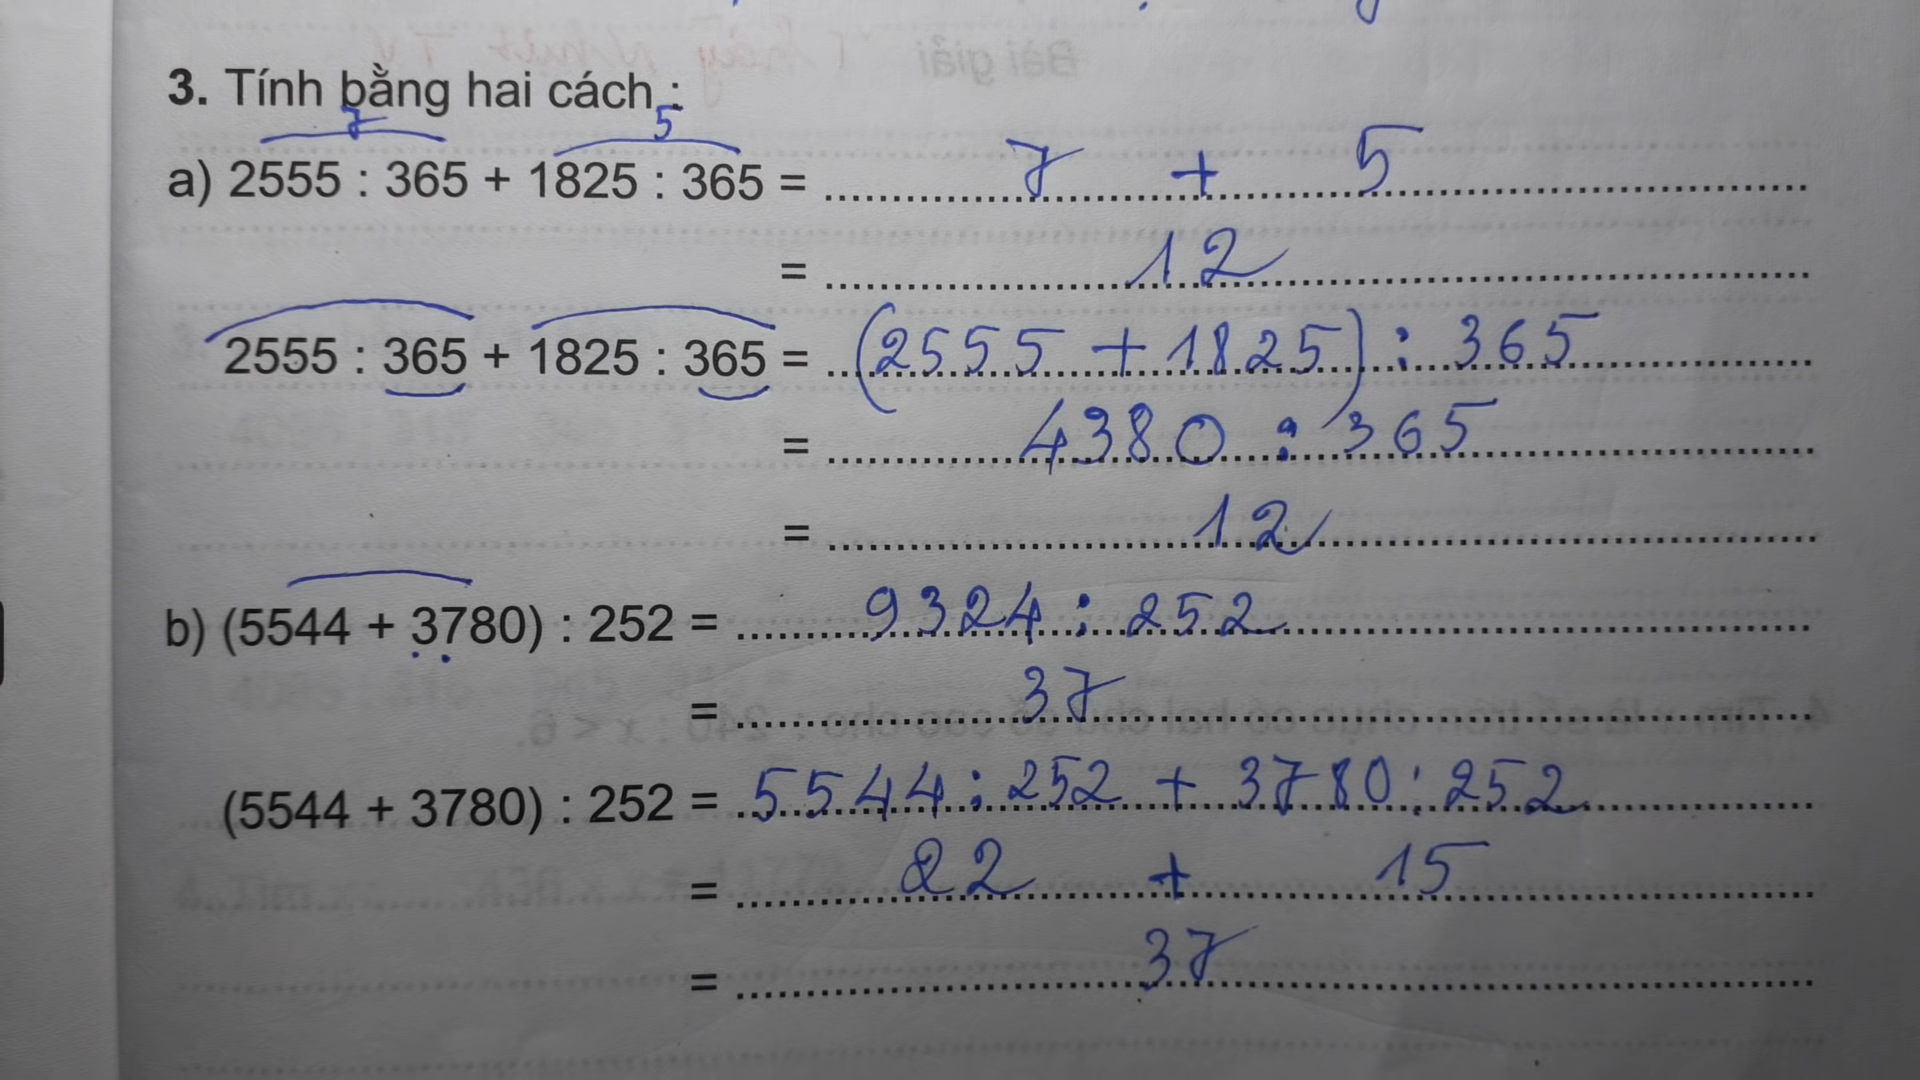 3. Tính bằng hai cách :
7 5
a) 2555 : 365 + 1825 : 365 = 7 + 5
= 12
2555 : 365 + 1825 : 365 = (2555 + 1825) : 365
= 4380 : 365
= 12
b) (5544 + 3780) : 252 = 9324 : 252
= 37
(5544 + 3780) : 252 = 5544 : 252 + 3780 : 252
= 22 + 15
= 37